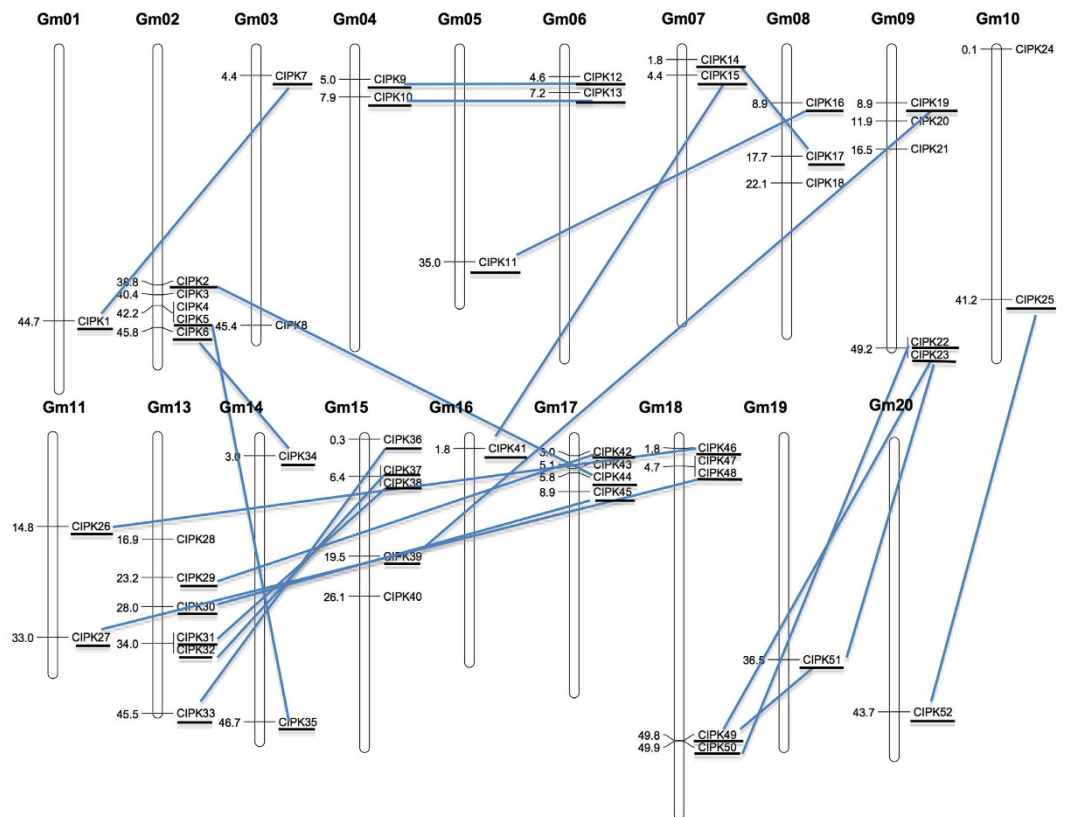 Gm01 Gm02 Gm03 Gm04 Gm05 Gm06 Gm07 Gm08 Gm09 Gm10
0.1 CIPK24
1.8 CIPK14
4.4 CIPK7
5.0 CIPK9
4.6 CIPK12
4.4 CIPK15
7.9 CIPK10
7.2 CIPK13
8.9 CIPK16
8.9 CIPK19
11.9 CIPK20
16.5 CIPK21
17.7 CIPK17
22.1 CIPK18
35.0 CIPK11
38.8 CIPK2
40.4 CIPK3
42.2 CIPK4
CIPK5
45.8 CIPK6
44.7 CIPK1
45.4 CIPK8
41.2 CIPK25
49.2 CIPK22
CIPK23
Gm11 Gm13 Gm14 Gm15 Gm16 Gm17 Gm18 Gm19 Gm20
0.3 CIPK36
3.0 CIPK34
6.4 CIPK37
CIPK38
1.8 CIPK41
3.0 CIPK42
5.1 CIPK43
5.8 CIPK44
8.9 CIPK45
1.8 CIPK46
4.7 CIPK47
CIPK48
14.8 CIPK26
16.9 CIPK28
19.5 CIPK39
23.2 CIPK29
26.1 CIPK40
28.0 CIPK30
33.0 CIPK27
34.0 CIPK31
CIPK32
36.5 CIPK51
45.5 CIPK33
46.7 CIPK35
43.7 CIPK52
49.8 CIPK49
49.9 CIPK50